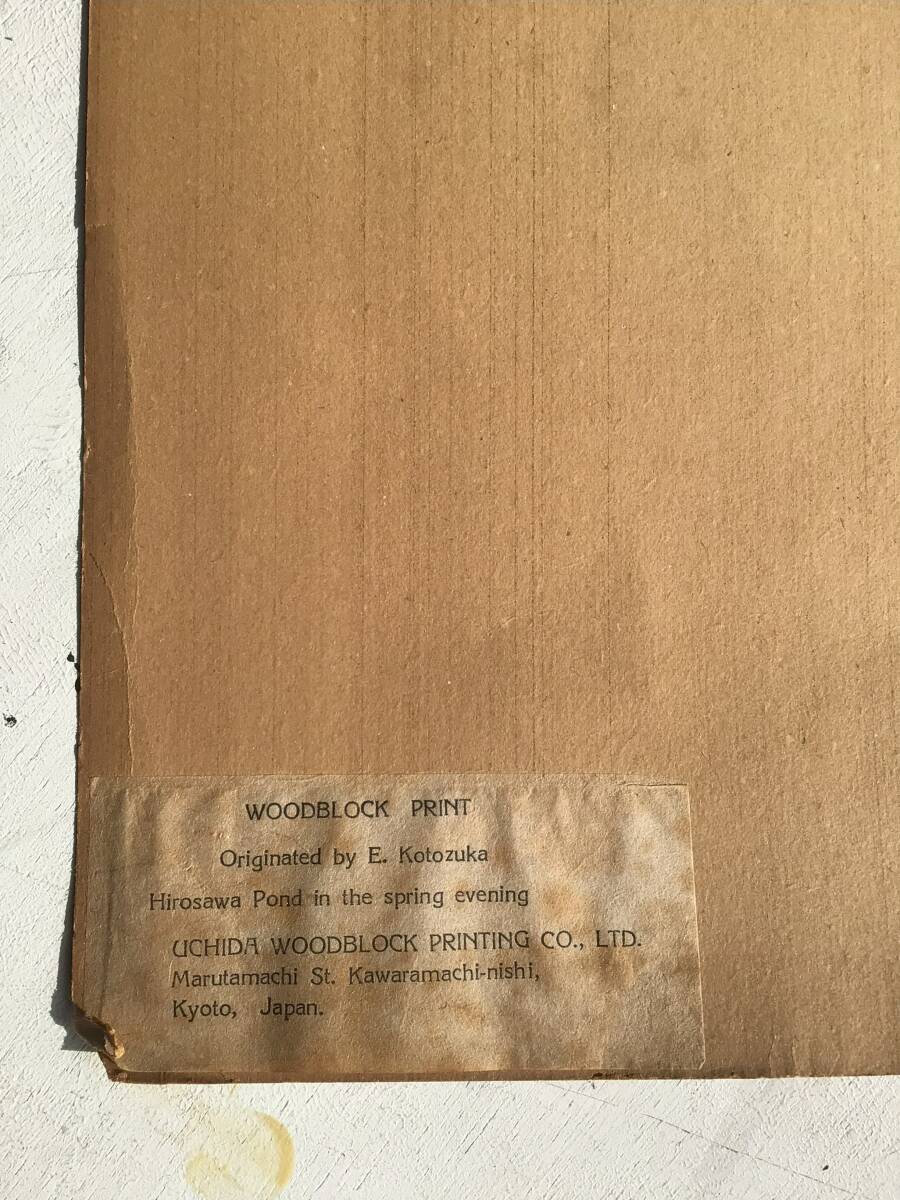 WOODBLOCK PRINT
Originated by E. Kotozuka
Hirosawa Pond in the spring evening
UCHIDA WOODBLOCK PRINTING CO., LTD.
Marutamachi St. Kawaramachi-nishi,
Kyoto, Japan.